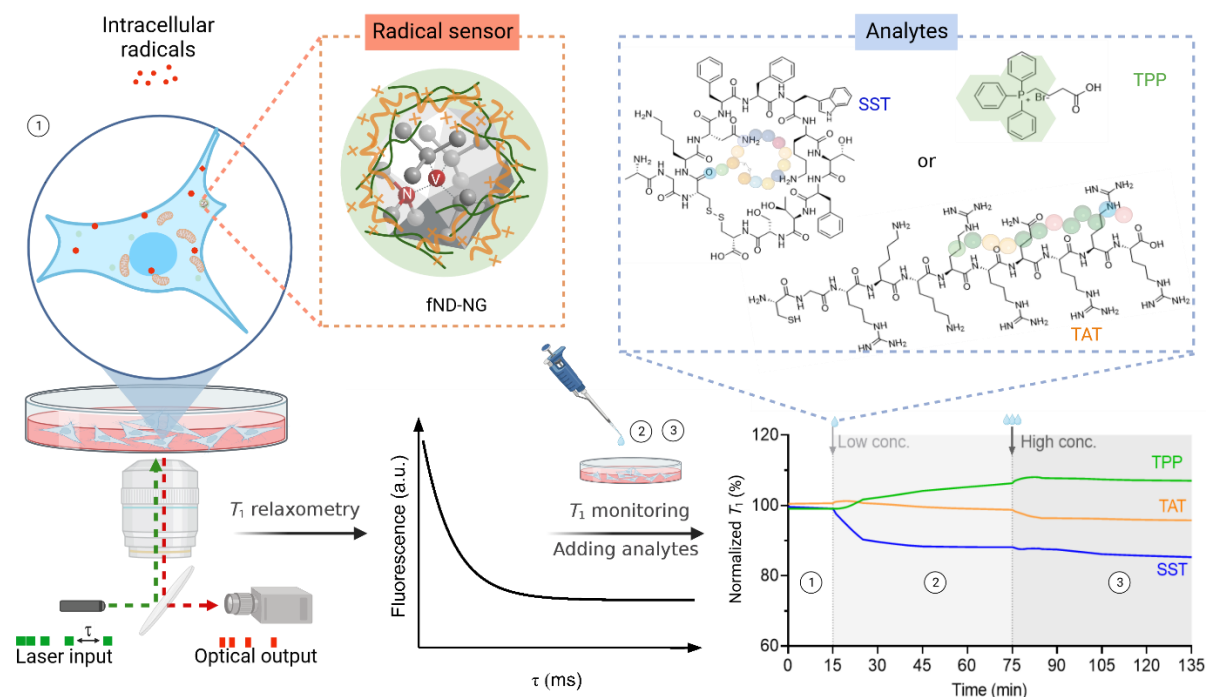 Intracellular
radicals
1
Radical sensor
N
V
fND-NG
Analytes
SST
TPP
or
TAT
T₁ relaxometry
Laser input
τ
Optical output
Fluorescence (a.u.)
τ (ms)
2 3
T₁ monitoring
Adding analytes
Normalized T₁ (%)
120
100
80
60
Low conc.
High conc.
TPP
TAT
SST
1
2
3
0 15 30 45 60 75 90 105 120 135
Time (min)